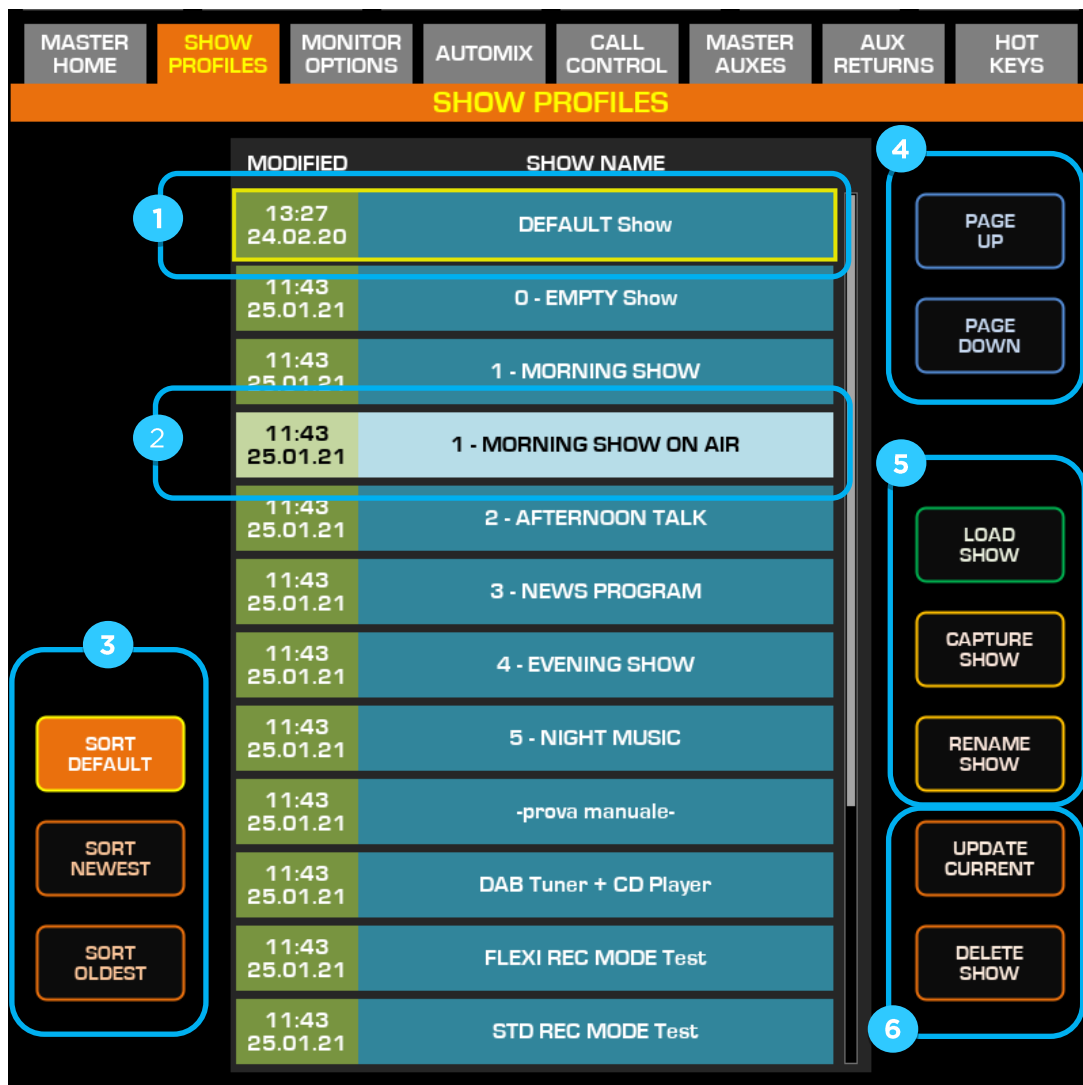 MASTER HOME
SHOW PROFILES
MONITOR OPTIONS
AUTOMIX
CALL CONTROL
MASTER AUXES
AUX RETURNS
HOT KEYS
SHOW PROFILES
MODIFIED
SHOW NAME
1
13:27
24.02.20
DEFAULT Show
11:43
25.01.21
0 - EMPTY Show
11:43
25.01.21
1 - MORNING SHOW
2
11:43
25.01.21
1 - MORNING SHOW ON AIR
11:43
25.01.21
2 - AFTERNOON TALK
11:43
25.01.21
3 - NEWS PROGRAM
11:43
25.01.21
4 - EVENING SHOW
11:43
25.01.21
5 - NIGHT MUSIC
11:43
25.01.21
-prova manuale-
11:43
25.01.21
DAB Tuner + CD Player
11:43
25.01.21
FLEXI REC MODE Test
11:43
25.01.21
STD REC MODE Test
3
SORT
DEFAULT
SORT
NEWEST
SORT
OLDEST
4
PAGE
UP
PAGE
DOWN
5
LOAD
SHOW
CAPTURE
SHOW
RENAME
SHOW
UPDATE
CURRENT
DELETE
SHOW
6